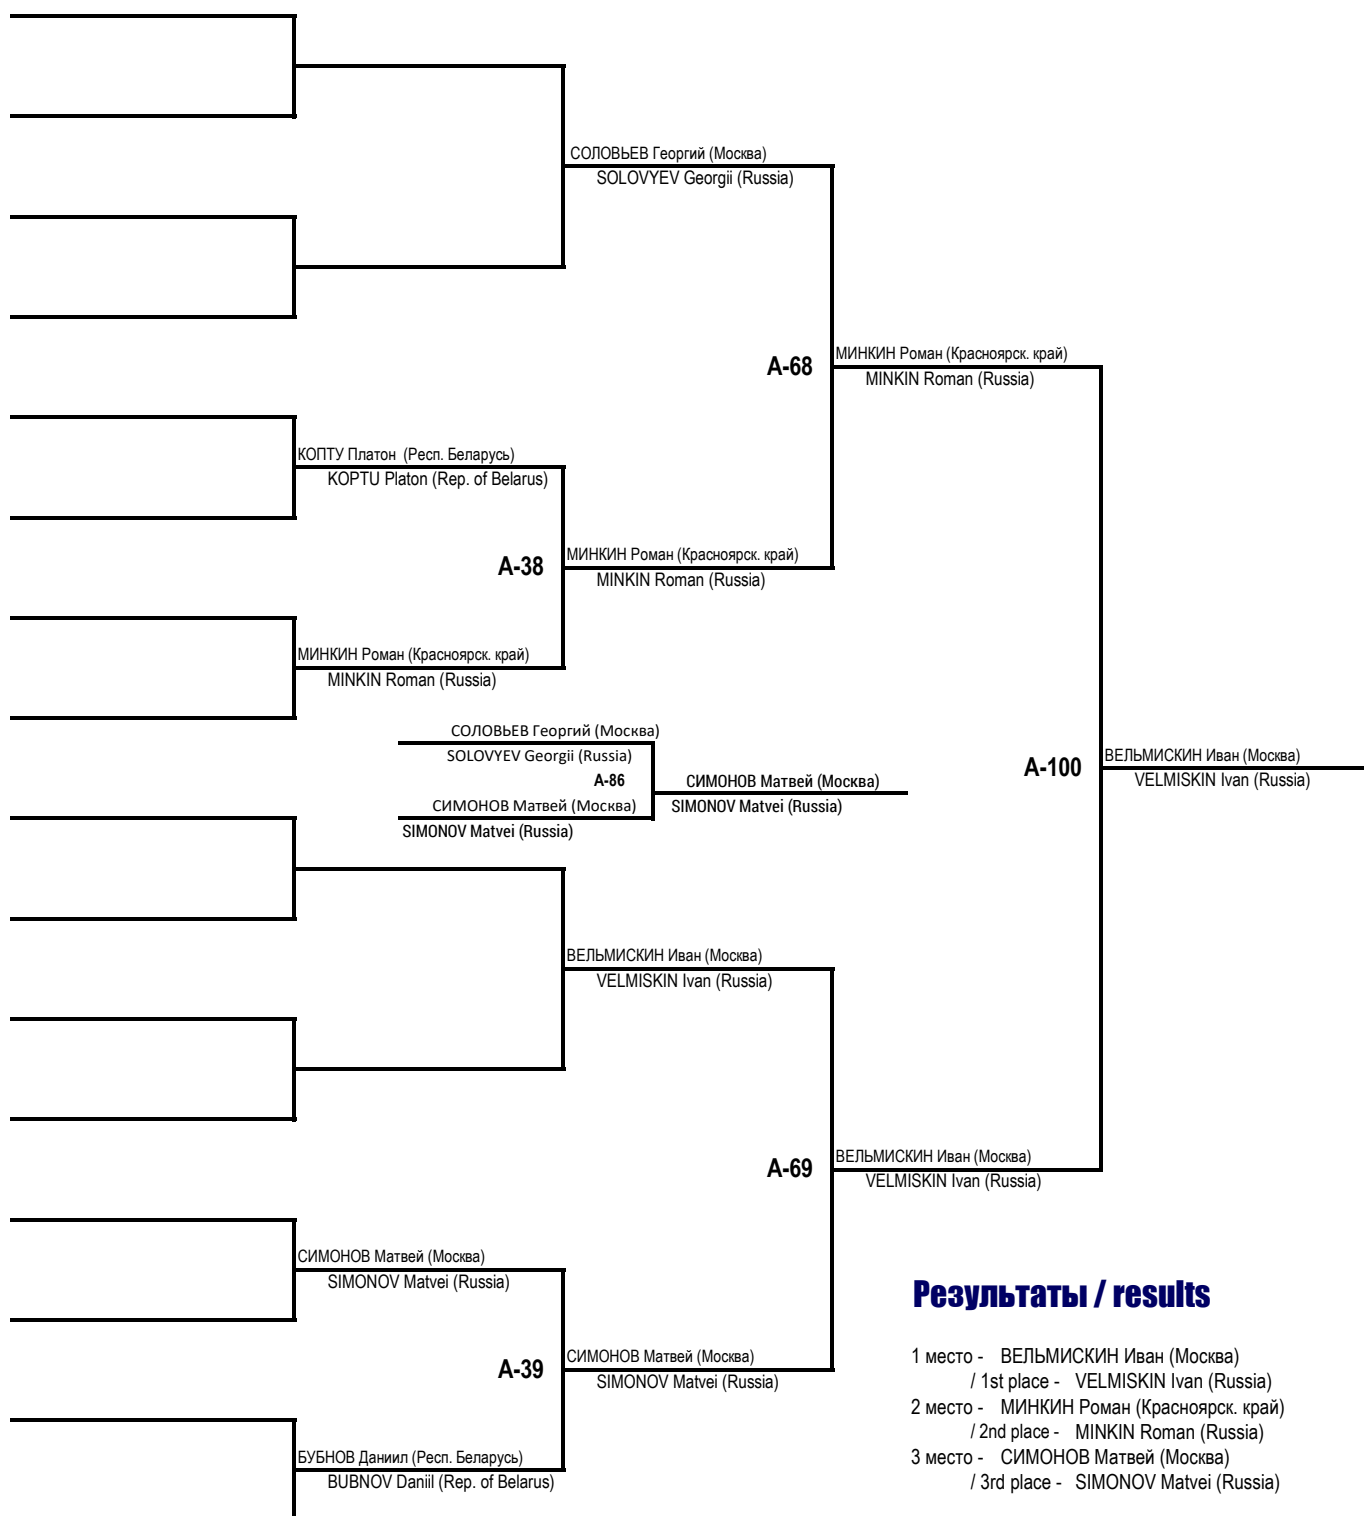 СОЛОВЬЕВ Георгий (Москва)
SOLOVYEV Georgii (Russia)
A-68
МИНКИН Роман (Красноярск. край)
MINKIN Roman (Russia)
КОПТУ Платон (Респ. Беларусь)
KOPTU Platon (Rep. of Belarus)
A-38
МИНКИН Роман (Красноярск. край)
MINKIN Roman (Russia)
МИНКИН Роман (Красноярск. край)
MINKIN Roman (Russia)
СОЛОВЬЕВ Георгий (Москва)
SOLOVYEV Georgii (Russia)
A-86
СИМОНОВ Матвей (Москва)
SIMONOV Matvei (Russia)
СИМОНОВ Матвей (Москва)
SIMONOV Matvei (Russia)
A-100
ВЕЛЬМИСКИН Иван (Москва)
VELMISKIN Ivan (Russia)
ВЕЛЬМИСКИН Иван (Москва)
VELMISKIN Ivan (Russia)
A-69
ВЕЛЬМИСКИН Иван (Москва)
VELMISKIN Ivan (Russia)
СИМОНОВ Матвей (Москва)
SIMONOV Matvei (Russia)
A-39
СИМОНОВ Матвей (Москва)
SIMONOV Matvei (Russia)
БУБНОВ Даниил (Респ. Беларусь)
BUBNOV Daniil (Rep. of Belarus)
Результаты / results
1 место - ВЕЛЬМИСКИН Иван (Москва)
/ 1st place - VELMISKIN Ivan (Russia)
2 место - МИНКИН Роман (Красноярск. край)
/ 2nd place - MINKIN Roman (Russia)
3 место - СИМОНОВ Матвей (Москва)
/ 3rd place - SIMONOV Matvei (Russia)